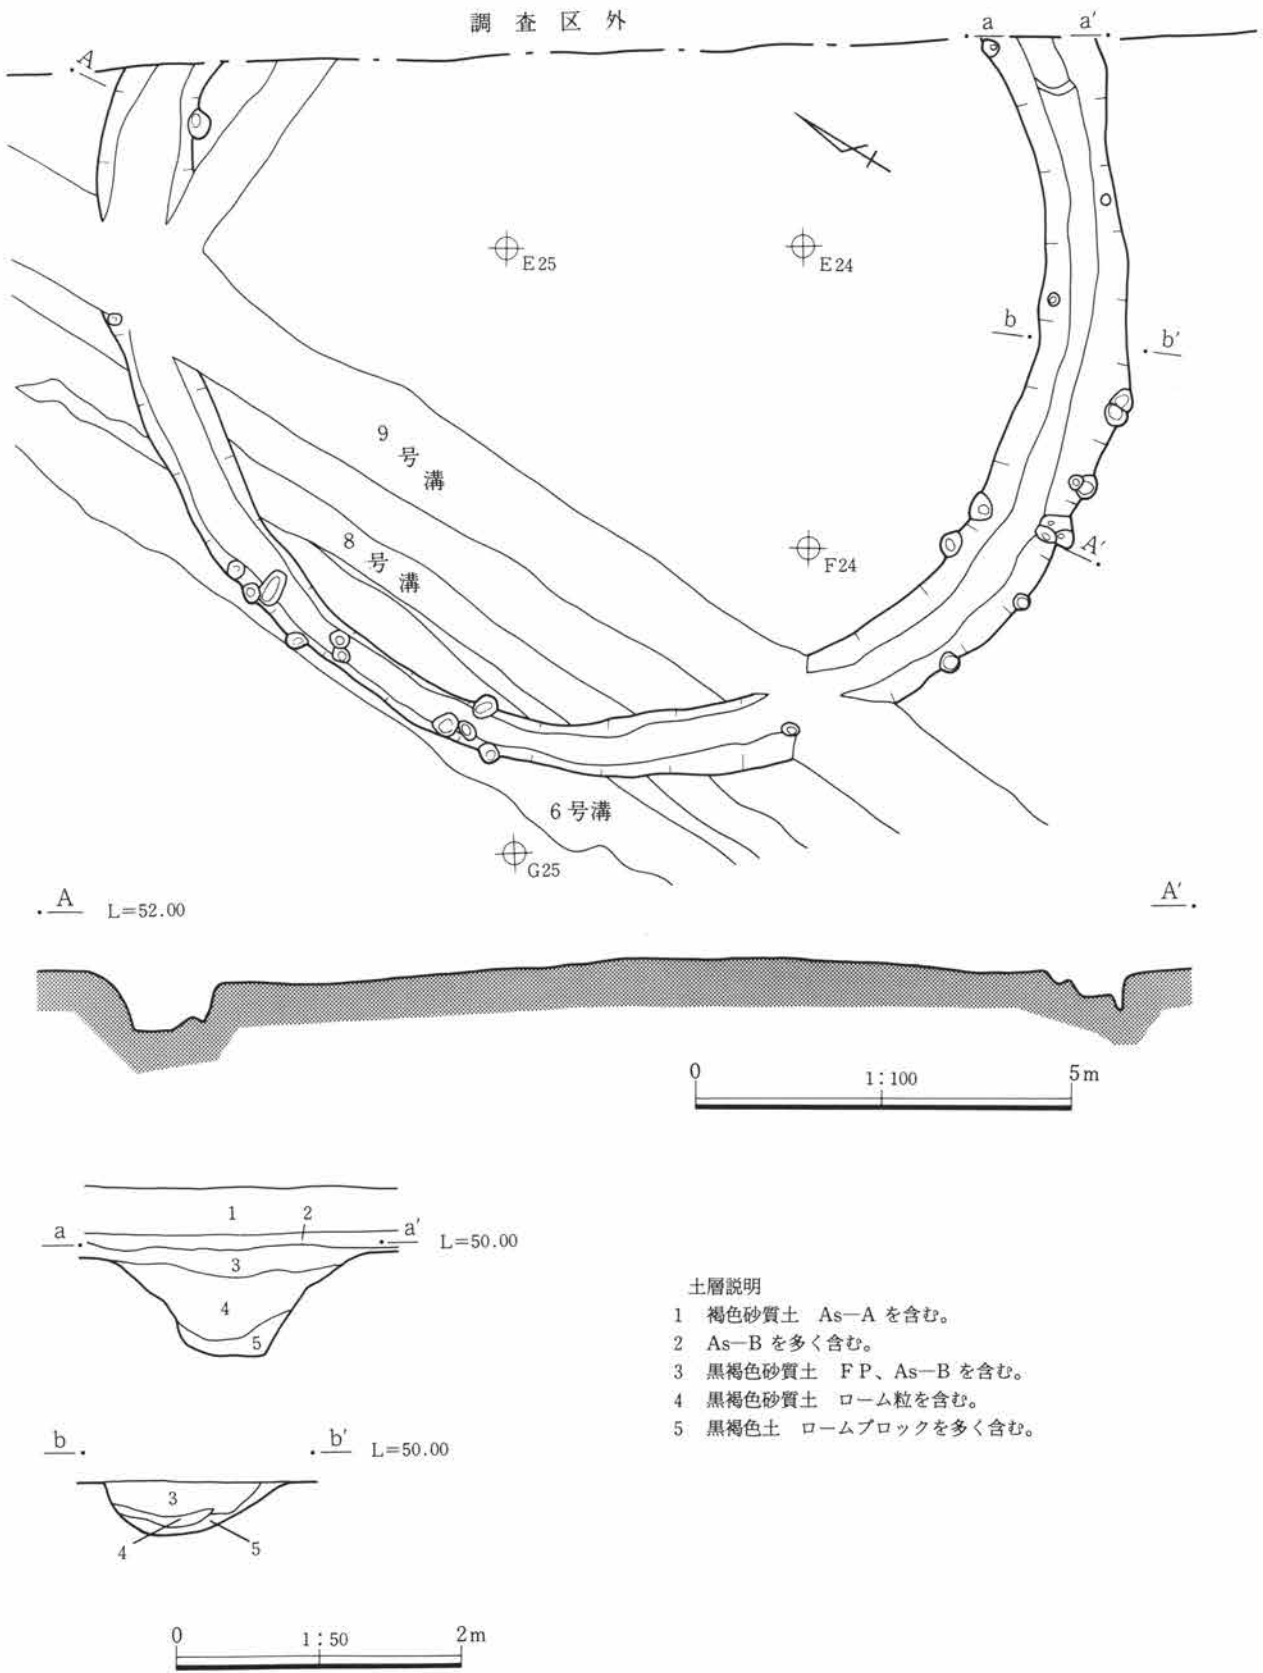 調査区外
a a′
A
E25 E24
b b′
9号溝
8号溝
F24
A′
6号溝
G25
A L=52.00 A′
0 1:100 5m
1 2
a a′ L=50.00
3
4
5
b b′ L=50.00
3
4 5
0 1:50 2m
土層説明
1 褐色砂質土 As―A を含む。
2 As―B を多く含む。
3 黒褐色砂質土 FP、As―B を含む。
4 黒褐色砂質土 ローム粒を含む。
5 黒褐色土 ロームブロックを多く含む。